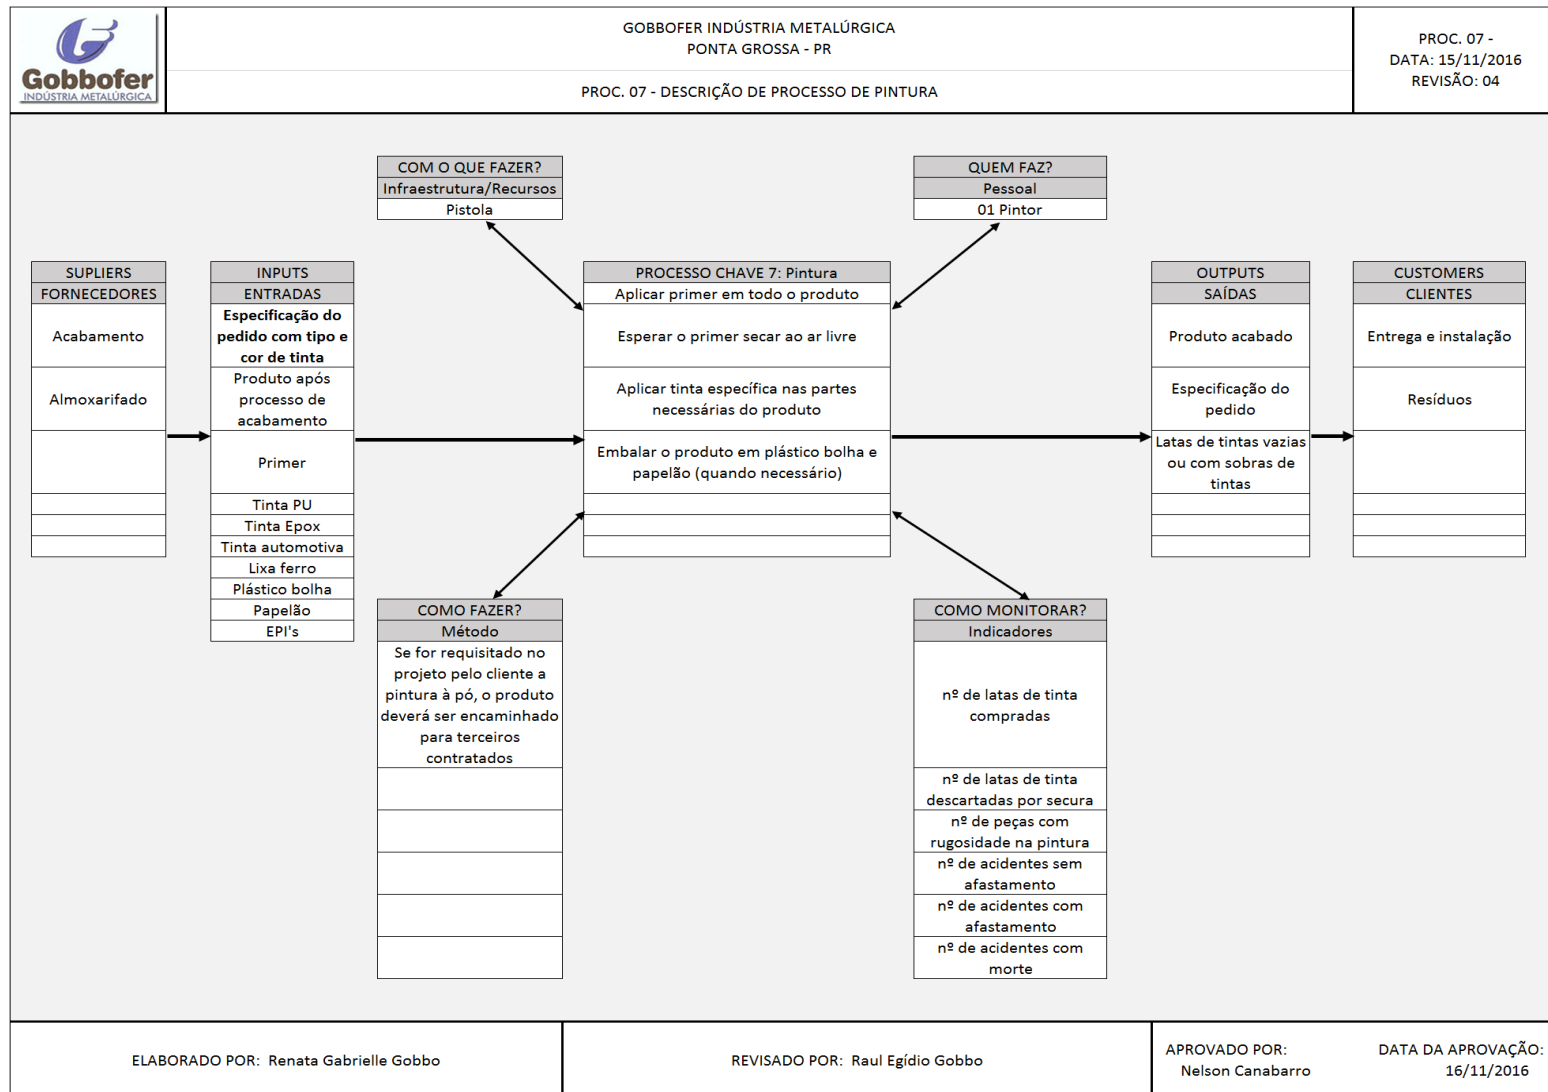 Gobbofer
INDÚSTRIA METALÚRGICA
GOBBOFER INDÚSTRIA METALÚRGICA
PONTA GROSSA - PR
PROC. 07 - DESCRIÇÃO DE PROCESSO DE PINTURA
PROC. 07 -
DATA: 15/11/2016
REVISÃO: 04
COM O QUE FAZER?
Infraestrutura/Recursos
Pistola
QUEM FAZ?
Pessoal
01 Pintor
SUPLIERS
FORNECEDORES
Acabamento
Almoxarifado
INPUTS
ENTRADAS
Especificação do
pedido com tipo e
cor de tinta
Produto após
processo de
acabamento
Primer
Tinta PU
Tinta Epox
Tinta automotiva
Lixa ferro
Plástico bolha
Papelão
EPI's
PROCESSO CHAVE 7: Pintura
Aplicar primer em todo o produto
Esperar o primer secar ao ar livre
Aplicar tinta específica nas partes
necessárias do produto
Embalar o produto em plástico bolha e
papelão (quando necessário)
OUTPUTS
SAÍDAS
Produto acabado
Especificação do
pedido
Latas de tintas vazias
ou com sobras de
tintas
CUSTOMERS
CLIENTES
Entrega e instalação
Resíduos
COMO FAZER?
Método
Se for requisitado no
projeto pelo cliente a
pintura à pó, o produto
deverá ser encaminhado
para terceiros
contratados
COMO MONITORAR?
Indicadores
nº de latas de tinta
compradas
nº de latas de tinta
descartadas por secura
nº de peças com
rugosidade na pintura
nº de acidentes sem
afastamento
nº de acidentes com
afastamento
nº de acidentes com
morte
ELABORADO POR: Renata Gabrielle Gobbo
REVISADO POR: Raul Egídio Gobbo
APROVADO POR:
Nelson Canabarro
DATA DA APROVAÇÃO:
16/11/2016